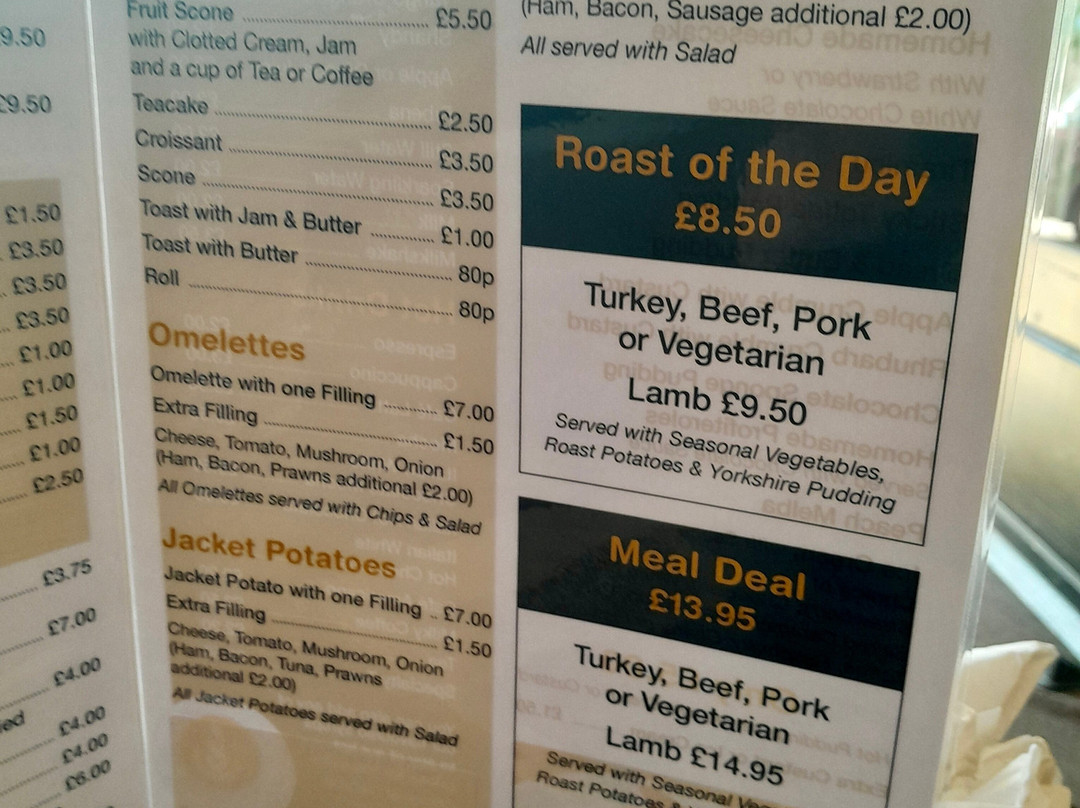 9.50
£9.50
£1.50
£3.50
£3.50
£3.50
£1.00
£1.00
£1.50
£1.00
£2.50
£3.75
£7.00
£4.00
£4.00
£4.00
£6.00
Fruit Scone £5.50
with Clotted Cream, Jam
and a cup of Tea or Coffee
Teacake £2.50
Croissant £3.50
Scone £3.50
Toast with Jam & Butter £1.00
Toast with Butter 80p
Roll 80p
Omelettes
Omelette with one Filling £7.00
Extra Filling £1.50
Cheese, Tomato, Mushroom, Onion
(Ham, Bacon, Prawns additional £2.00)
All Omelettes served with Chips & Salad
Jacket Potatoes
Jacket Potato with one Filling £7.00
Extra Filling £1.50
Cheese, Tomato, Mushroom, Onion
(Ham, Bacon, Tuna, Prawns
additional £2.00)
All Jacket Potatoes served with Salad
(Ham, Bacon, Sausage additional £2.00)
All served with Salad
Roast of the Day
£8.50
Turkey, Beef, Pork
or Vegetarian
Lamb £9.50
Served with Seasonal Vegetables,
Roast Potatoes & Yorkshire Pudding
Meal Deal
£13.95
Turkey, Beef, Pork
or Vegetarian
Lamb £14.95
Served with Seasonal
Roast Potatoes